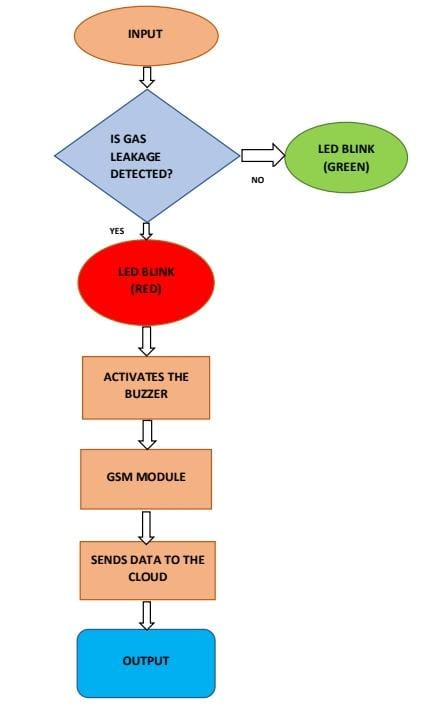 INPUT
IS GAS
LEAKAGE
DETECTED?
LED BLINK
(GREEN)
NO
YES
LED BLINK
(RED)
ACTIVATES THE
BUZZER
GSM MODULE
SENDS DATA TO THE
CLOUD
OUTPUT